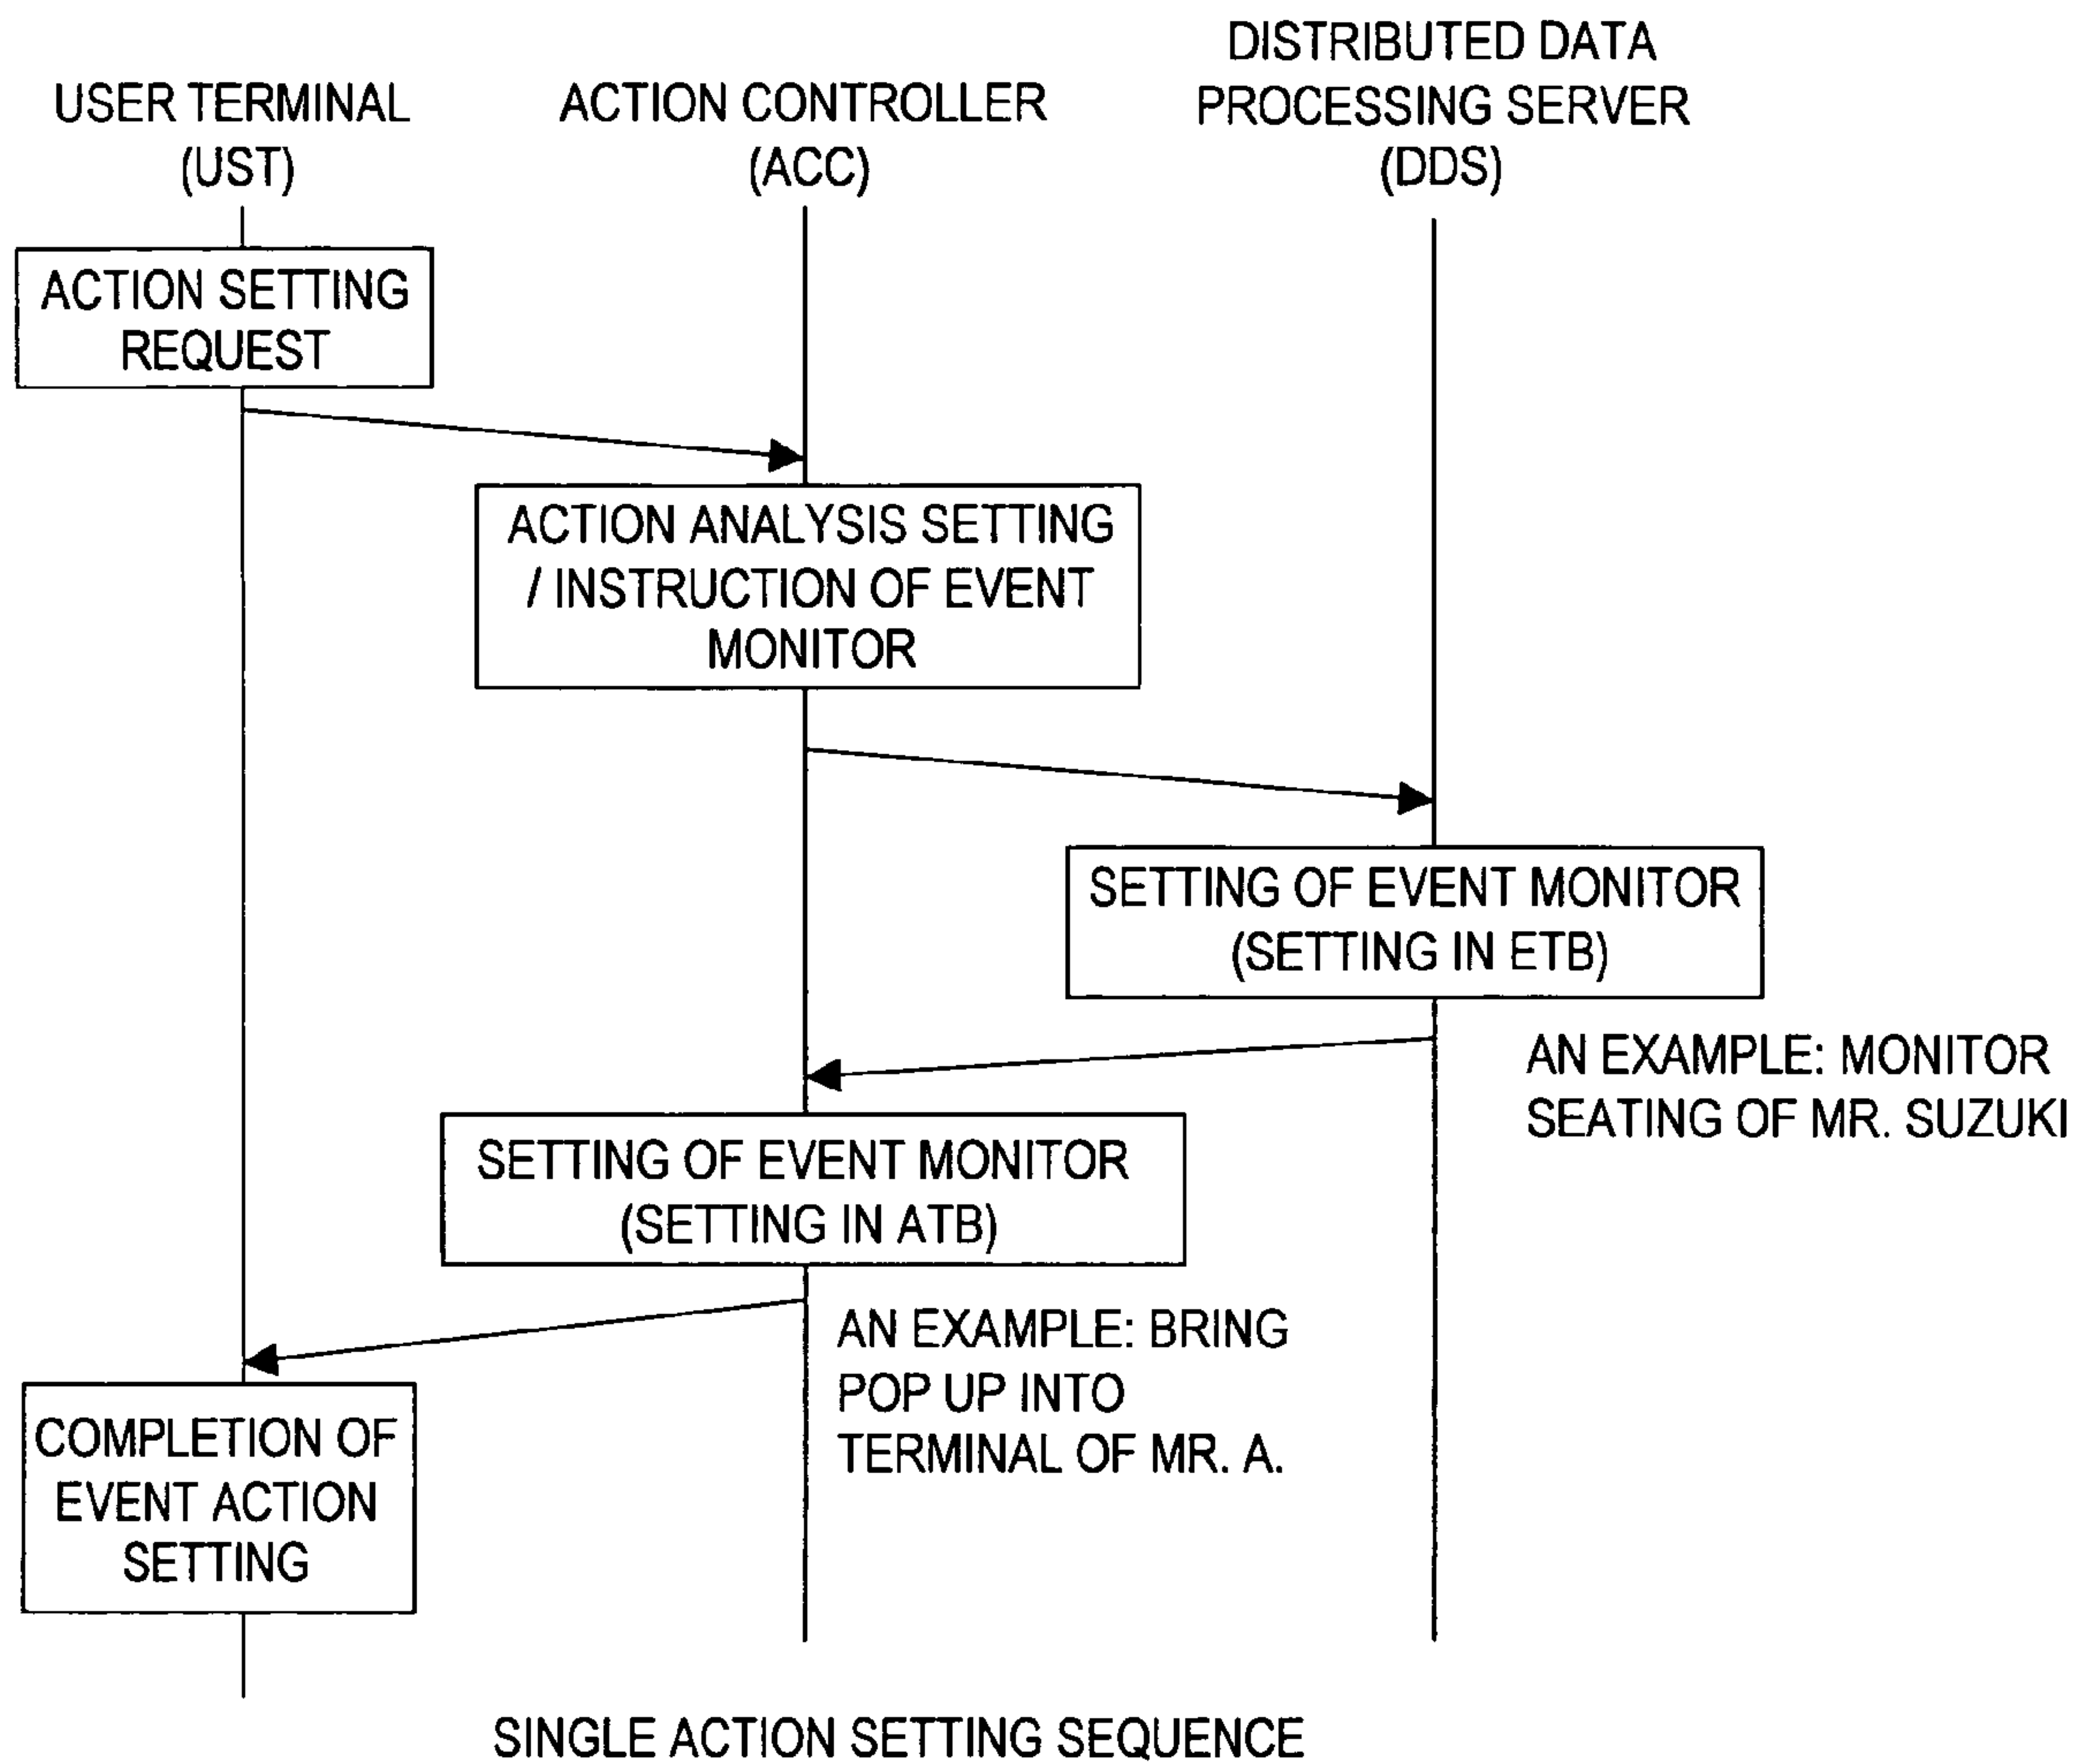 USER TERMINAL
(UST)
ACTION CONTROLLER
(ACC)
DISTRIBUTED DATA
PROCESSING SERVER
(DDS)
ACTION SETTING
REQUEST
ACTION ANALYSIS SETTING
/ INSTRUCTION OF EVENT
MONITOR
SETTING OF EVENT MONITOR
(SETTING IN ETB)
AN EXAMPLE: MONITOR
SEATING OF MR. SUZUKI
SETTING OF EVENT MONITOR
(SETTING IN ATB)
AN EXAMPLE: BRING
POP UP INTO
TERMINAL OF MR. A.
COMPLETION OF
EVENT ACTION
SETTING
SINGLE ACTION SETTING SEQUENCE